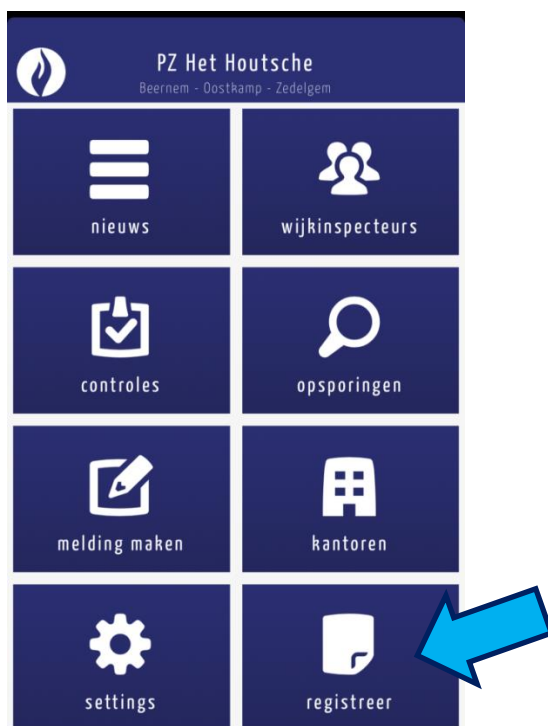 PZ Het Houtsche
Beernem - Oostkamp - Zedelgem
nieuws
wijkinspecteurs
controles
opsporingen
melding maken
kantoren
settings
registreer